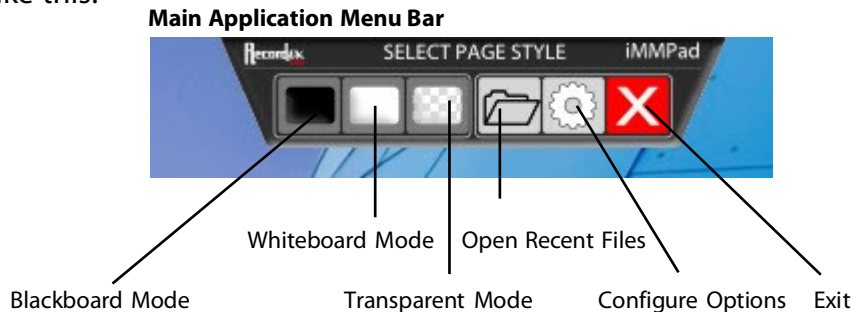 ike this:
Main Application Menu Bar
Recordex SELECT PAGE STYLE iMMPad
X
Whiteboard Mode Open Recent Files
Blackboard Mode Transparent Mode Configure Options Exit